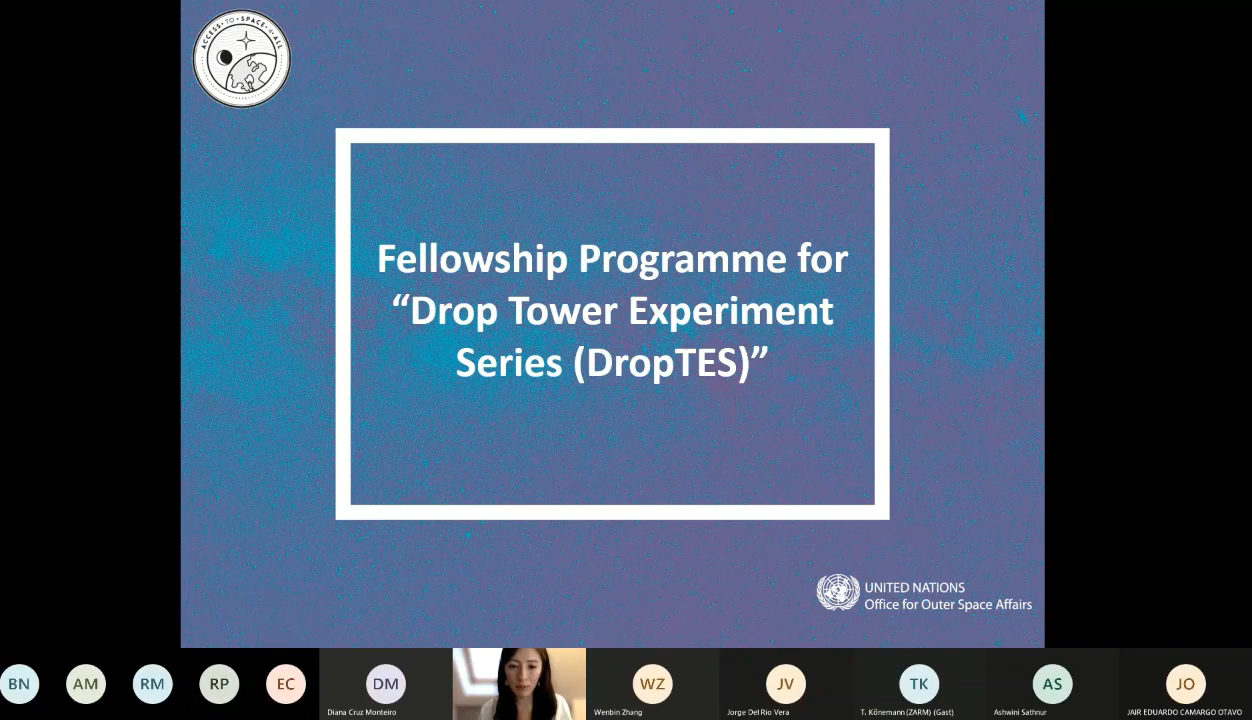 ACCESS • TO • SPACE • 4 • ALL
Fellowship Programme for
“Drop Tower Experiment
Series (DropTES)”
UNITED NATIONS
Office for Outer Space Affairs
BN
AM
RM
RP
EC
DM
WZ
JV
TK
AS
JO
Diana Cruz Monteiro
Wenbin Zhang
Jorge Del Rio Vera
T. Könemann (ZARM) (Gast)
Ashwini Sathnur
JAIR EDUARDO CAMARGO OTAVO